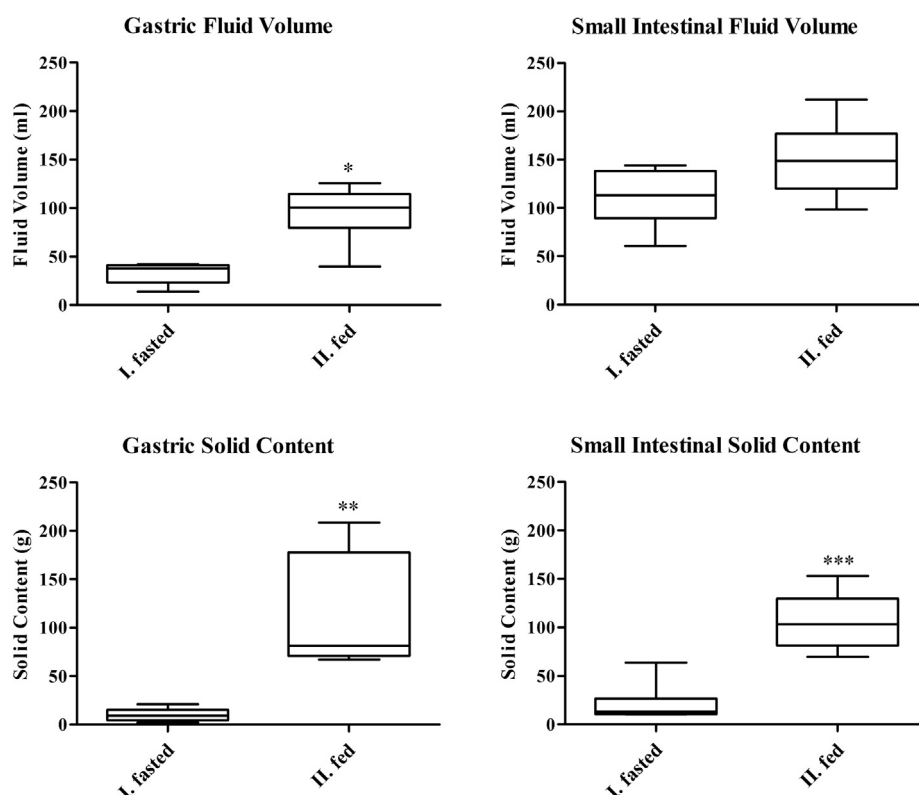 Gastric Fluid Volume
Fluid Volume (ml)
250
200
150
100
50
0
*
I. fasted
II. fed
Small Intestinal Fluid Volume
Fluid Volume (ml)
250
200
150
100
50
0
I. fasted
II. fed
Gastric Solid Content
Solid Content (g)
250
200
150
100
50
0
**
I. fasted
II. fed
Small Intestinal Solid Content
Solid Content (g)
250
200
150
100
50
0
***
I. fasted
II. fed